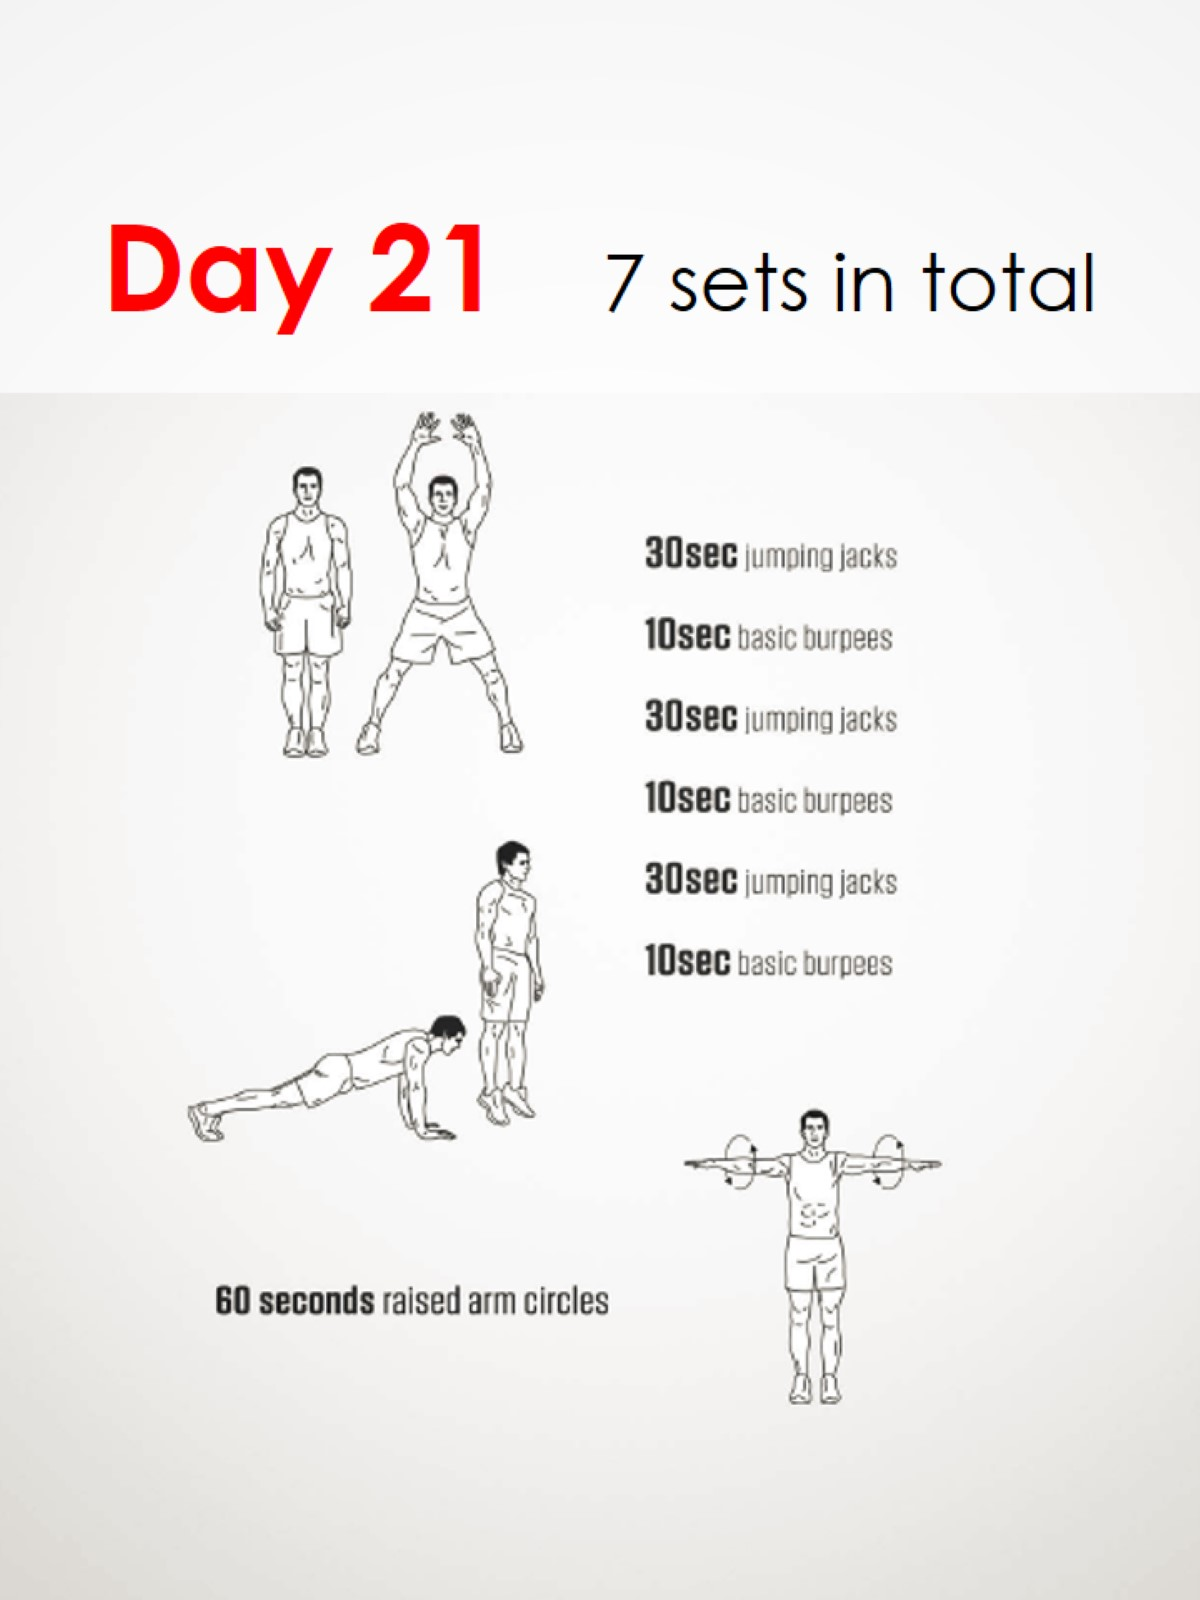 Day 21 7 sets in total
30sec jumping jacks
10sec basic burpees
30sec jumping jacks
10sec basic burpees
30sec jumping jacks
10sec basic burpees
60 seconds raised arm circles